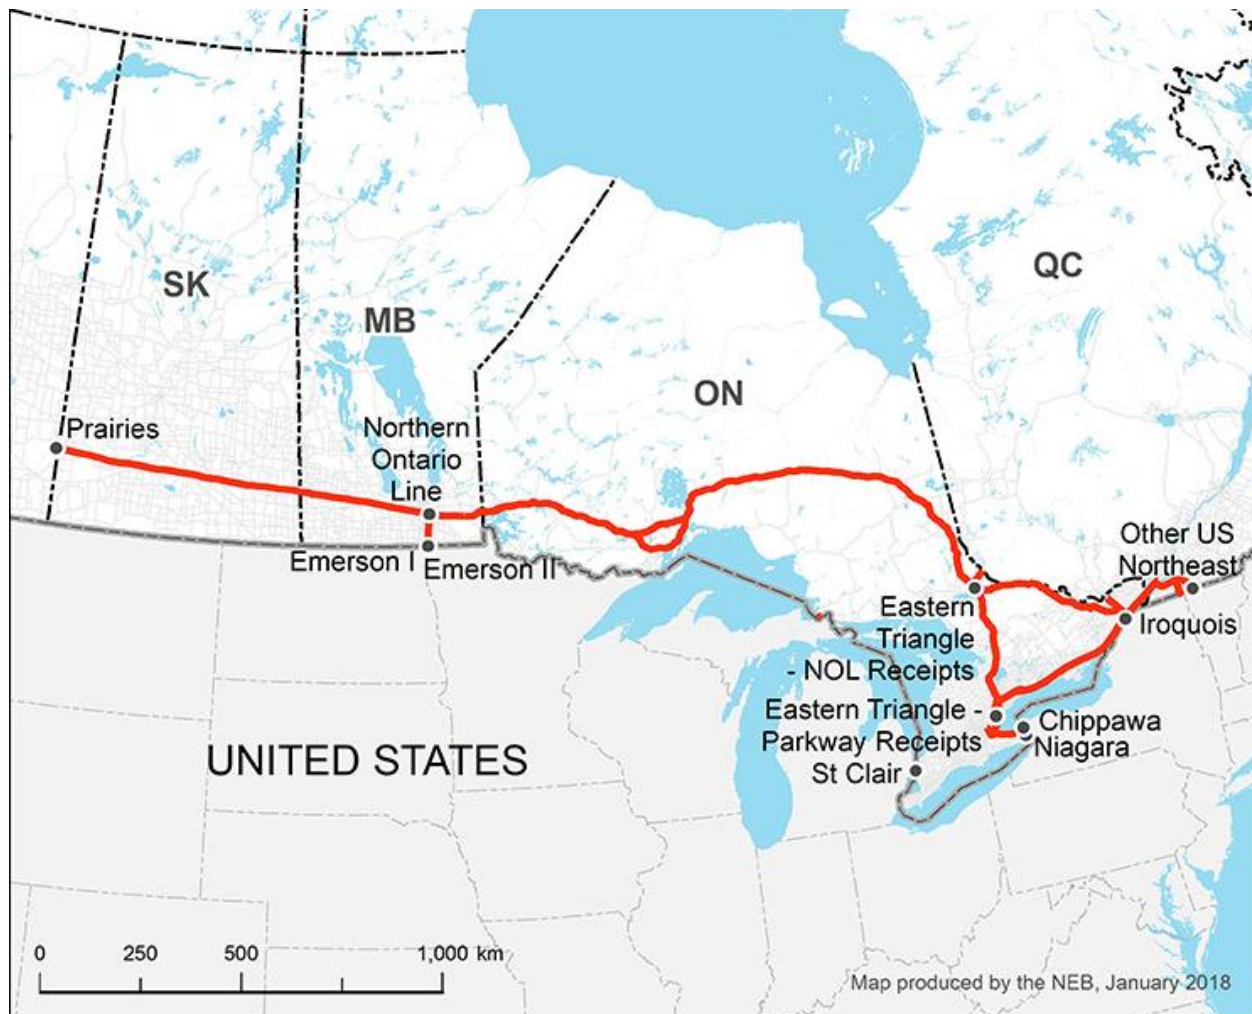 SK
MB
QC
ON
Prairies
Northern
Ontario
Line
Emerson I
Emerson II
Other US
Northeast
Iroquois
Eastern
Triangle
- NOL Receipts
Eastern Triangle -
Parkway Receipts
Chippawa
Niagara
St Clair
UNITED STATES
0 250 500 1,000 km
Map produced by the NEB, January 2018